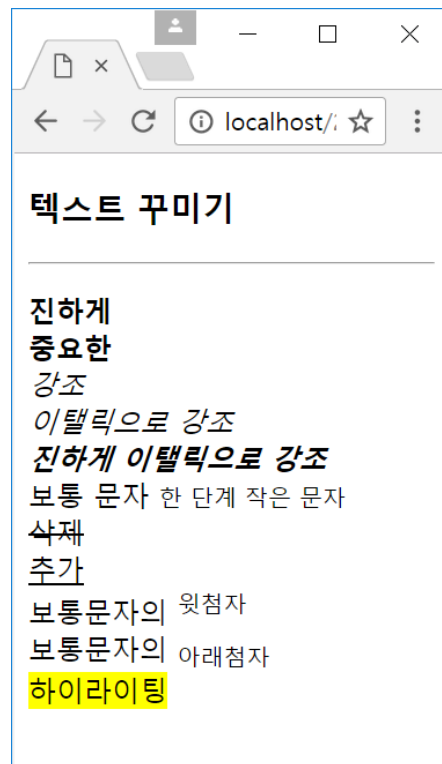 localhost/
텍스트 꾸미기
진하게
중요한
강조
이탤릭으로 강조
진하게 이탤릭으로 강조
보통 문자 한 단계 작은 문자
삭제
추가
보통문자의 윗첨자
보통문자의 아래첨자
하이라이팅